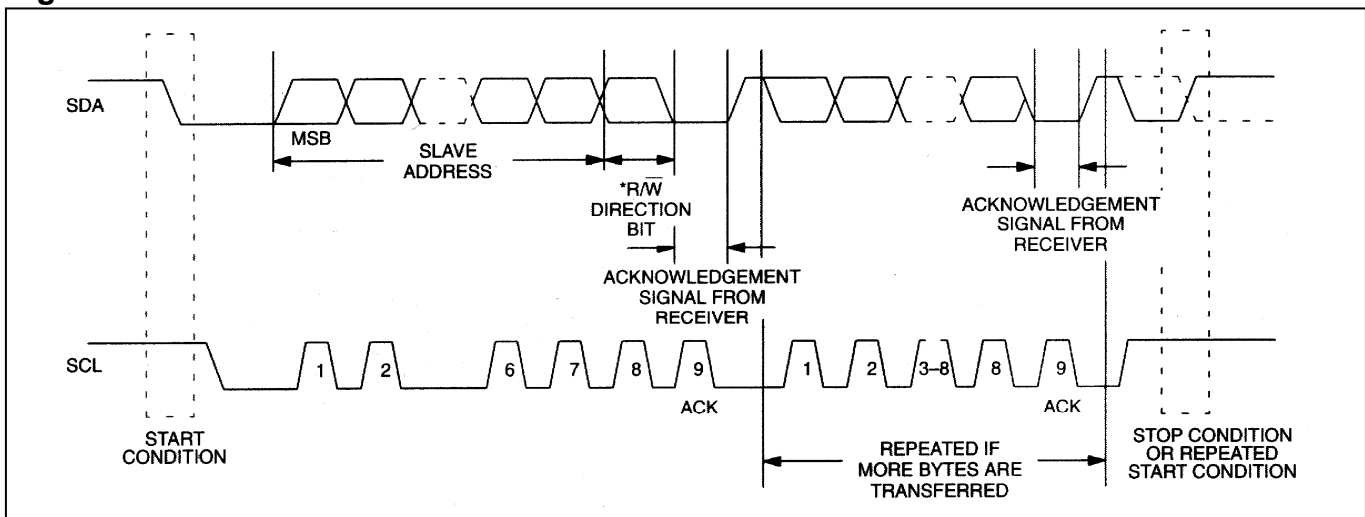 SDA
MSB
SLAVE
ADDRESS
*R/W̅
DIRECTION
BIT
ACKNOWLEDGEMENT
SIGNAL FROM
RECEIVER
ACKNOWLEDGEMENT
SIGNAL FROM
RECEIVER
SCL
1 2 6 7 8 9 1 2 3–8 8 9
ACK ACK
START
CONDITION
REPEATED IF
MORE BYTES ARE
TRANSFERRED
STOP CONDITION
OR REPEATED
START CONDITION